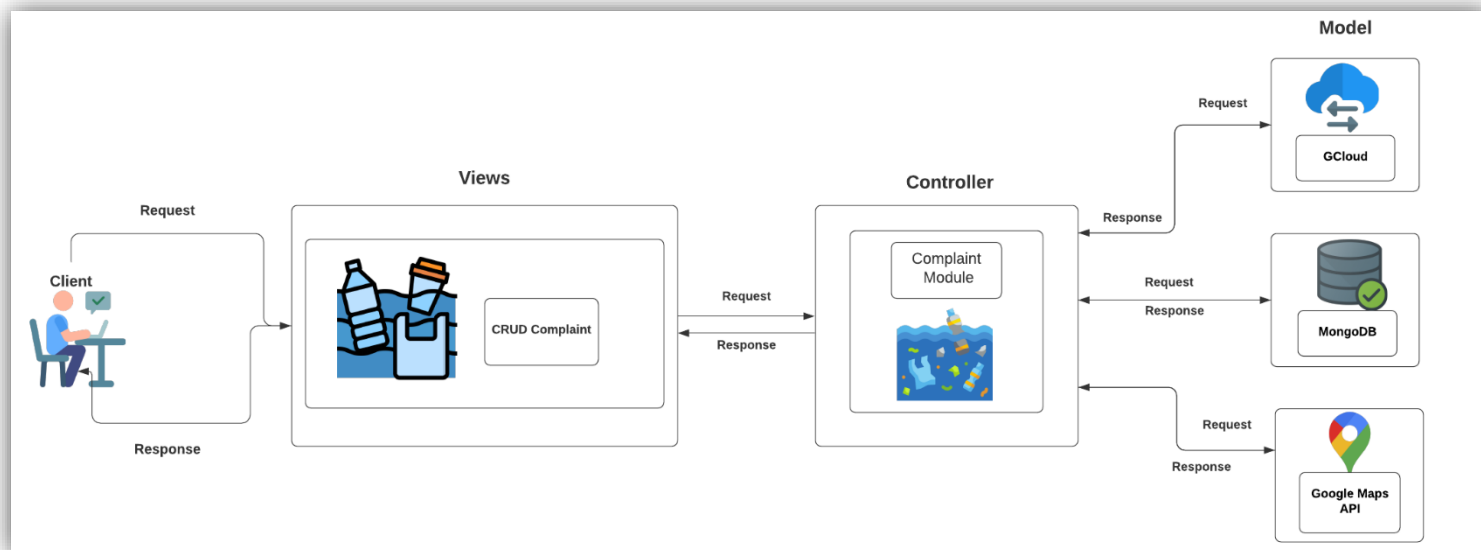 Model
Request
GCloud
Views
Controller
Request
Response
Client
Complaint
Module
Request
Response
CRUD Complaint
Request
Response
MongoDB
Response
Request
Response
Google Maps
API